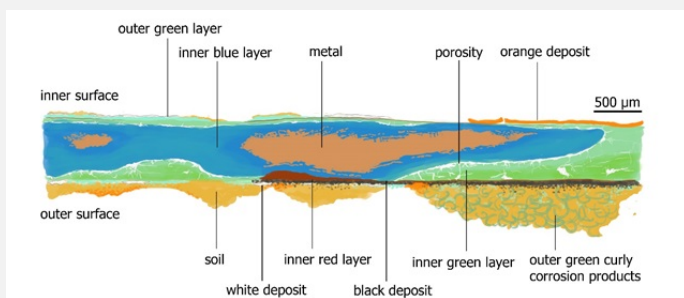 outer green layer
inner blue layer
metal
porosity
orange deposit
inner surface
500 µm
outer surface
soil
inner red layer
inner green layer
outer green curly
corrosion products
white deposit
black deposit